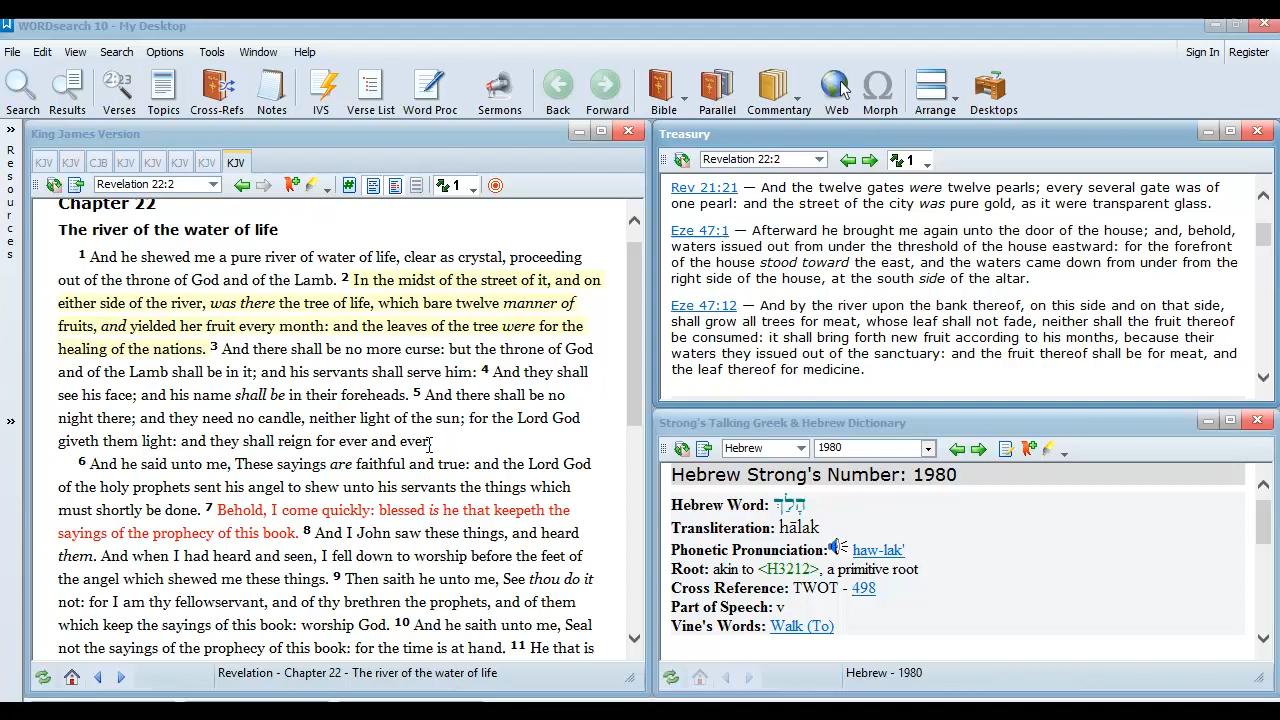 WORDsearch 10 - My Desktop
File Edit View Search Options Tools Window Help Sign In Register
Search Results Verses Topics Cross-Refs Notes IVS Verse List Word Proc Sermons Back Forward Bible Parallel Commentary Web Morph Arrange Desktops
2:23
» Resources
»
King James Version
KJV KJV CJB KJV KJV KJV KJV KJV
Revelation 22:2 1
Chapter 22
The river of the water of life
1 And he shewed me a pure river of water of life, clear as crystal, proceeding
out of the throne of God and of the Lamb. 2 In the midst of the street of it, and on
either side of the river, was there the tree of life, which bare twelve manner of
fruits, and yielded her fruit every month: and the leaves of the tree were for the
healing of the nations. 3 And there shall be no more curse: but the throne of God
and of the Lamb shall be in it; and his servants shall serve him: 4 And they shall
see his face; and his name shall be in their foreheads. 5 And there shall be no
night there; and they need no candle, neither light of the sun; for the Lord God
giveth them light: and they shall reign for ever and ever.
6 And he said unto me, These sayings are faithful and true: and the Lord God
of the holy prophets sent his angel to shew unto his servants the things which
must shortly be done. 7 Behold, I come quickly: blessed is he that keepeth the
sayings of the prophecy of this book. 8 And I John saw these things, and heard
them. And when I had heard and seen, I fell down to worship before the feet of
the angel which shewed me these things. 9 Then saith he unto me, See thou do it
not: for I am thy fellowservant, and of thy brethren the prophets, and of them
which keep the sayings of this book: worship God. 10 And he saith unto me, Seal
not the sayings of the prophecy of this book: for the time is at hand. 11 He that is
Revelation - Chapter 22 - The river of the water of life
Treasury
Revelation 22:2 1
Rev 21:21 — And the twelve gates were twelve pearls; every several gate was of
one pearl: and the street of the city was pure gold, as it were transparent glass.
Eze 47:1 — Afterward he brought me again unto the door of the house; and, behold,
waters issued out from under the threshold of the house eastward: for the forefront
of the house stood toward the east, and the waters came down from under from the
right side of the house, at the south side of the altar.
Eze 47:12 — And by the river upon the bank thereof, on this side and on that side,
shall grow all trees for meat, whose leaf shall not fade, neither shall the fruit thereof
be consumed: it shall bring forth new fruit according to his months, because their
waters they issued out of the sanctuary: and the fruit thereof shall be for meat, and
the leaf thereof for medicine.
Strong's Talking Greek & Hebrew Dictionary
Hebrew 1980
Hebrew Strong's Number: 1980
Hebrew Word: הָלַךְ
Transliteration: hālak
Phonetic Pronunciation: haw-lak'
Root: akin to <H3212>, a primitive root
Cross Reference: TWOT - 498
Part of Speech: v
Vine's Words: Walk (To)
Hebrew - 1980